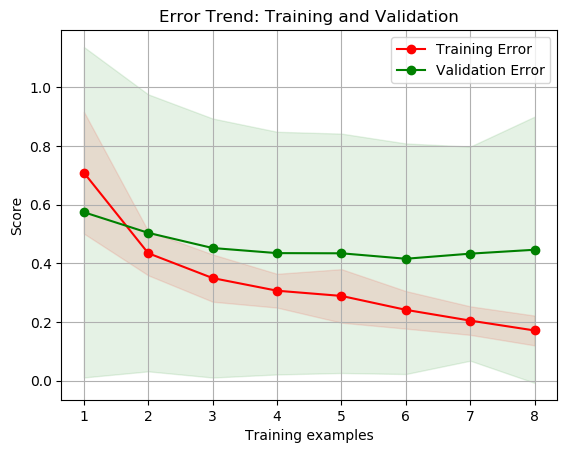 Error Trend: Training and Validation
Training Error
Validation Error
Score
1.0
0.8
0.6
0.4
0.2
0.0
1 2 3 4 5 6 7 8
Training examples